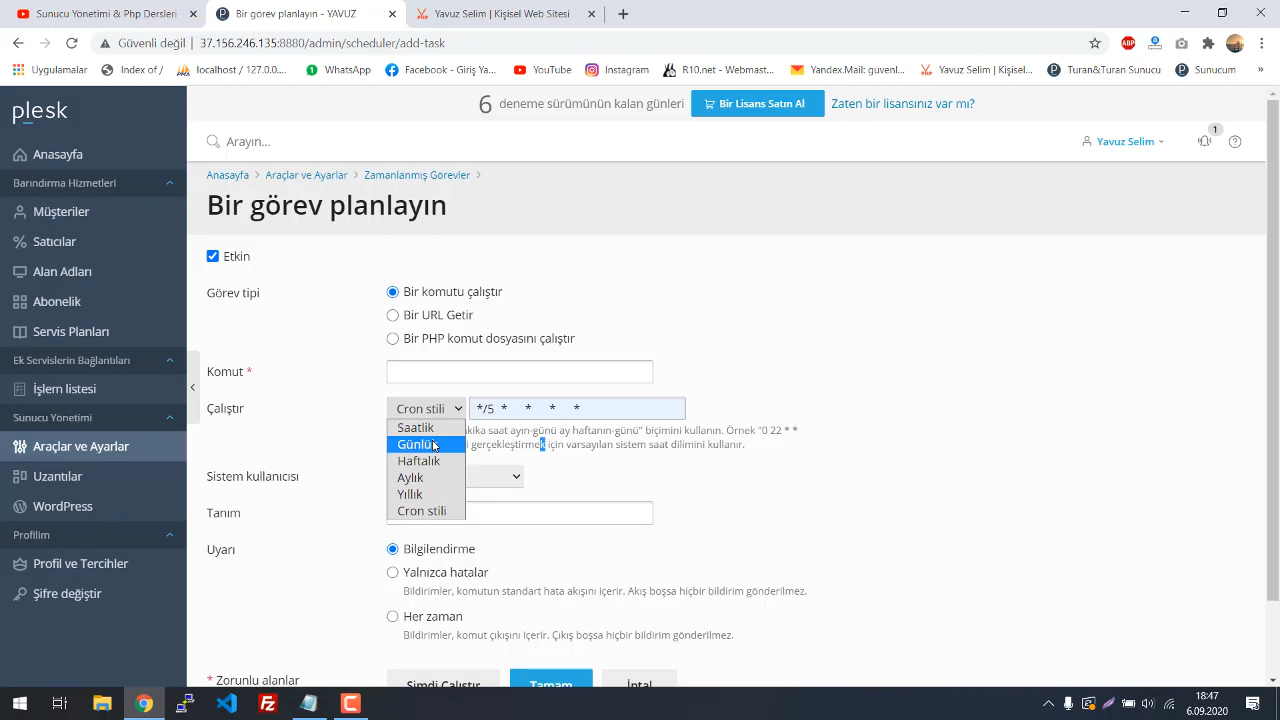 Sunucu Yönetimi & Php Dersleri
Bir görev planlayın - YAVUZ
Yavuz Selim | Kişisel Web Sitesi
Güvenli değil | 37.156.246.135:8880/admin/scheduler/add-task
Uygulamalar
Index of /
localhost / 127.0.0...
WhatsApp
Facebook - Giriş Ya...
YouTube
Instagram
R10.net - Webmast...
Yandex.Mail: güvenl...
Yavuz Selim | Kişisel...
Turan&Turan Sunucu
Sunucum
plesk
6 deneme sürümünün kalan günleri
Bir Lisans Satın Al
Zaten bir lisansınız var mı?
Arayın...
Yavuz Selim
1
Anasayfa
Barındırma Hizmetleri
Müşteriler
Satıcılar
Alan Adları
Abonelik
Servis Planları
Ek Servislerin Bağlantıları
İşlem listesi
Sunucu Yönetimi
Araçlar ve Ayarlar
Uzantılar
WordPress
Profilim
Profil ve Tercihler
Şifre değiştir
Anasayfa > Araçlar ve Ayarlar > Zamanlanmış Görevler >
Bir görev planlayın
Etkin
Görev tipi
Bir komutu çalıştır
Bir URL Getir
Bir PHP komut dosyasını çalıştır
Komut *
Çalıştır
Cron stili
*/5 * * * *
Saatlik
Günlük
Haftalık
Aylık
Yıllık
Cron stili
saat ayın-günü ay haftanın-günü" biçimini kullanın. Örnek "0 22 * *
gerçekleştirmek için varsayılan sistem saat dilimini kullanır.
Sistem kullanıcısı
Tanım
Uyarı
Bilgilendirme
Yalnızca hatalar
Bildirimler, komutun standart hata akışını içerir. Akış boşsa hiçbir bildirim gönderilmez.
Her zaman
Bildirimler, komut çıkışını içerir. Çıkış boşsa hiçbir bildirim gönderilmez.
* Zorunlu alanlar
Şimdi Çalıştır
Tamam
İptal
18:47
6.09.2020